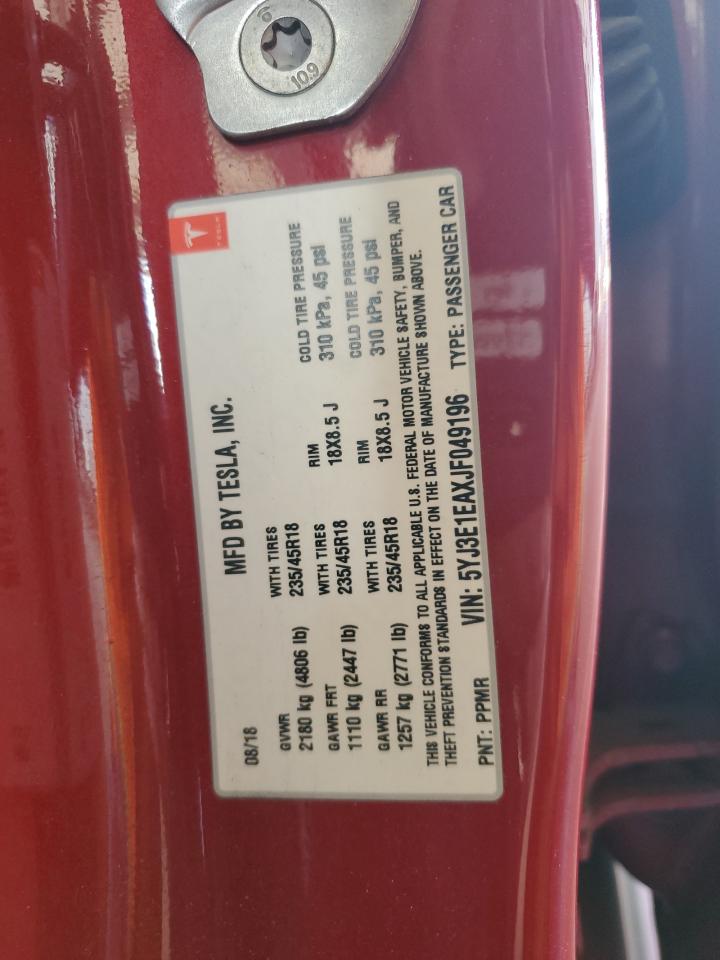 10.9
TESLA
MFD BY TESLA, INC.
08/18
GVWR
2180 kg (4806 lb)
WITH TIRES
235/45R18
RIM
18X8.5 J
COLD TIRE PRESSURE
310 kPa, 45 psi
GAWR FRT
1110 kg (2447 lb)
WITH TIRES
235/45R18
RIM
18X8.5 J
COLD TIRE PRESSURE
310 kPa, 45 psi
GAWR RR
1257 kg (2771 lb)
WITH TIRES
235/45R18
THIS VEHICLE CONFORMS TO ALL APPLICABLE U.S. FEDERAL MOTOR VEHICLE SAFETY, BUMPER, AND
THEFT PREVENTION STANDARDS IN EFFECT ON THE DATE OF MANUFACTURE SHOWN ABOVE.
PNT: PPMR VIN: 5YJ3E1EAXJF049196 TYPE: PASSENGER CAR